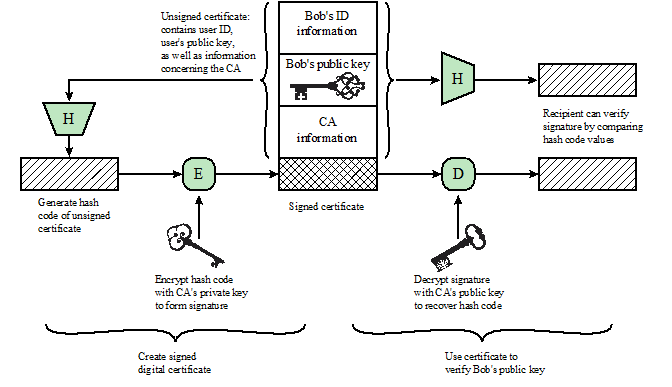 Unsigned certificate:
contains user ID,
user's public key,
as well as information
concerning the CA
Bob's ID
information
Bob's public key
CA
information
H
H
Recipient can verify
signature by comparing
hash code values
Generate hash
code of unsigned
certificate
E
Signed certificate
D
Encrypt hash code
with CA's private key
to form signature
Decrypt signature
with CA's public key
to recover hash code
Create signed
digital certificate
Use certificate to
verify Bob's public key